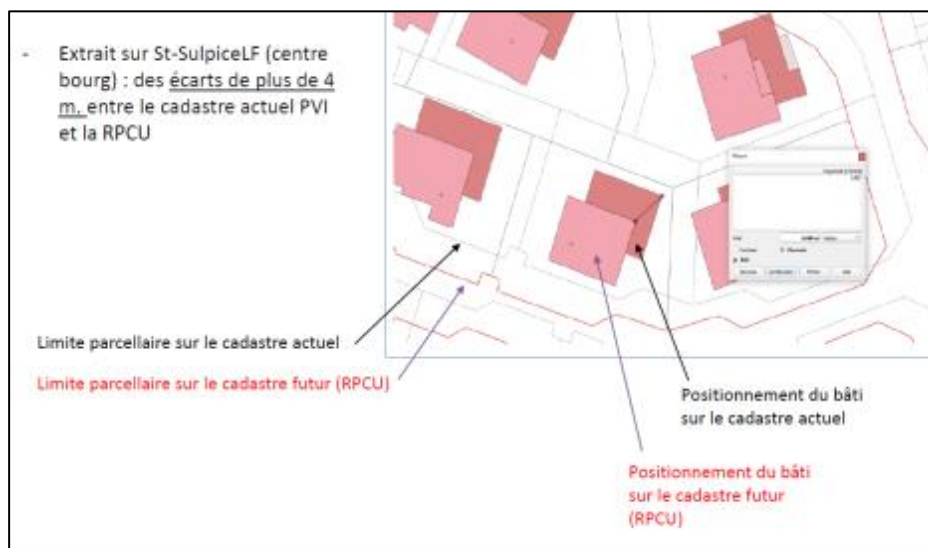 - Extrait sur St-SulpiceLF (centre
bourg) : des écarts de plus de 4
m. entre le cadastre actuel PVI
et la RPCU
Limite parcellaire sur le cadastre actuel
Limite parcellaire sur le cadastre futur (RPCU)
Positionnement du bâti
sur le cadastre actuel
Positionnement du bâti
sur le cadastre futur
(RPCU)